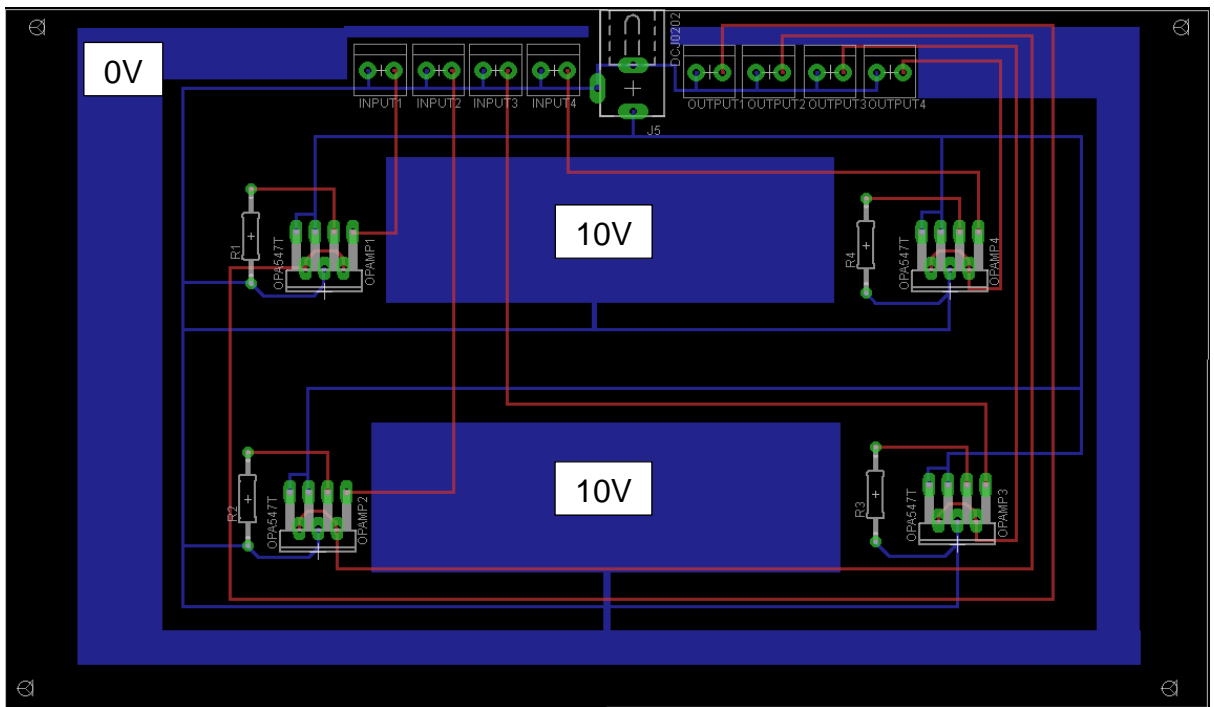 DCJ0202
0V
INPUT1 INPUT2 INPUT3 INPUT4
OUTPUT1 OUTPUT2 OUTPUT3 OUTPUT4
J5
R1
OPA547T
OPAMP1
10V
R4
OPA547T
OPAMP4
R2
OPA547T
OPAMP2
10V
R3
OPA547T
OPAMP3